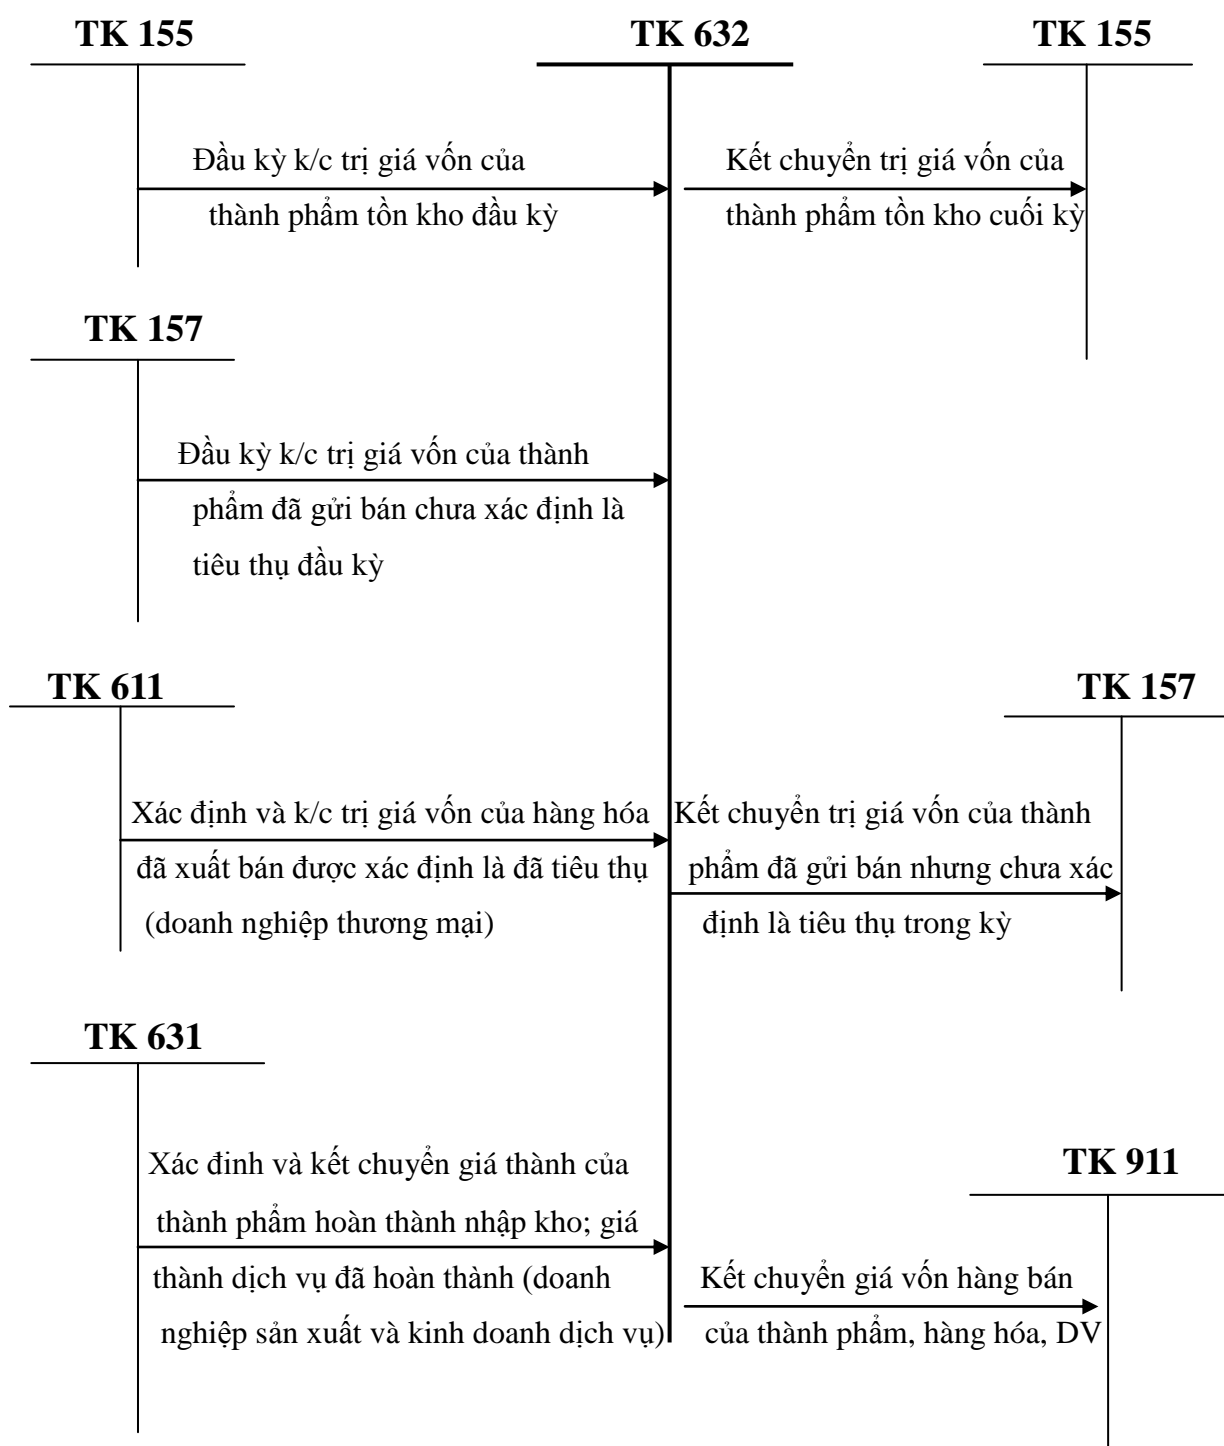 TK 155
TK 632
TK 155
Đầu kỳ k/c trị giá vốn của
thành phẩm tồn kho đầu kỳ
Kết chuyển trị giá vốn của
thành phẩm tồn kho cuối kỳ
TK 157
Đầu kỳ k/c trị giá vốn của thành
phẩm đã gửi bán chưa xác định là
tiêu thụ đầu kỳ
TK 611
TK 157
Xác định và k/c trị giá vốn của hàng hóa
đã xuất bán được xác định là đã tiêu thụ
(doanh nghiệp thương mại)
Kết chuyển trị giá vốn của thành
phẩm đã gửi bán nhưng chưa xác
định là tiêu thụ trong kỳ
TK 631
Xác đinh và kết chuyển giá thành của
thành phẩm hoàn thành nhập kho; giá
thành dịch vụ đã hoàn thành (doanh
nghiệp sản xuất và kinh doanh dịch vụ)
TK 911
Kết chuyển giá vốn hàng bán
của thành phẩm, hàng hóa, DV